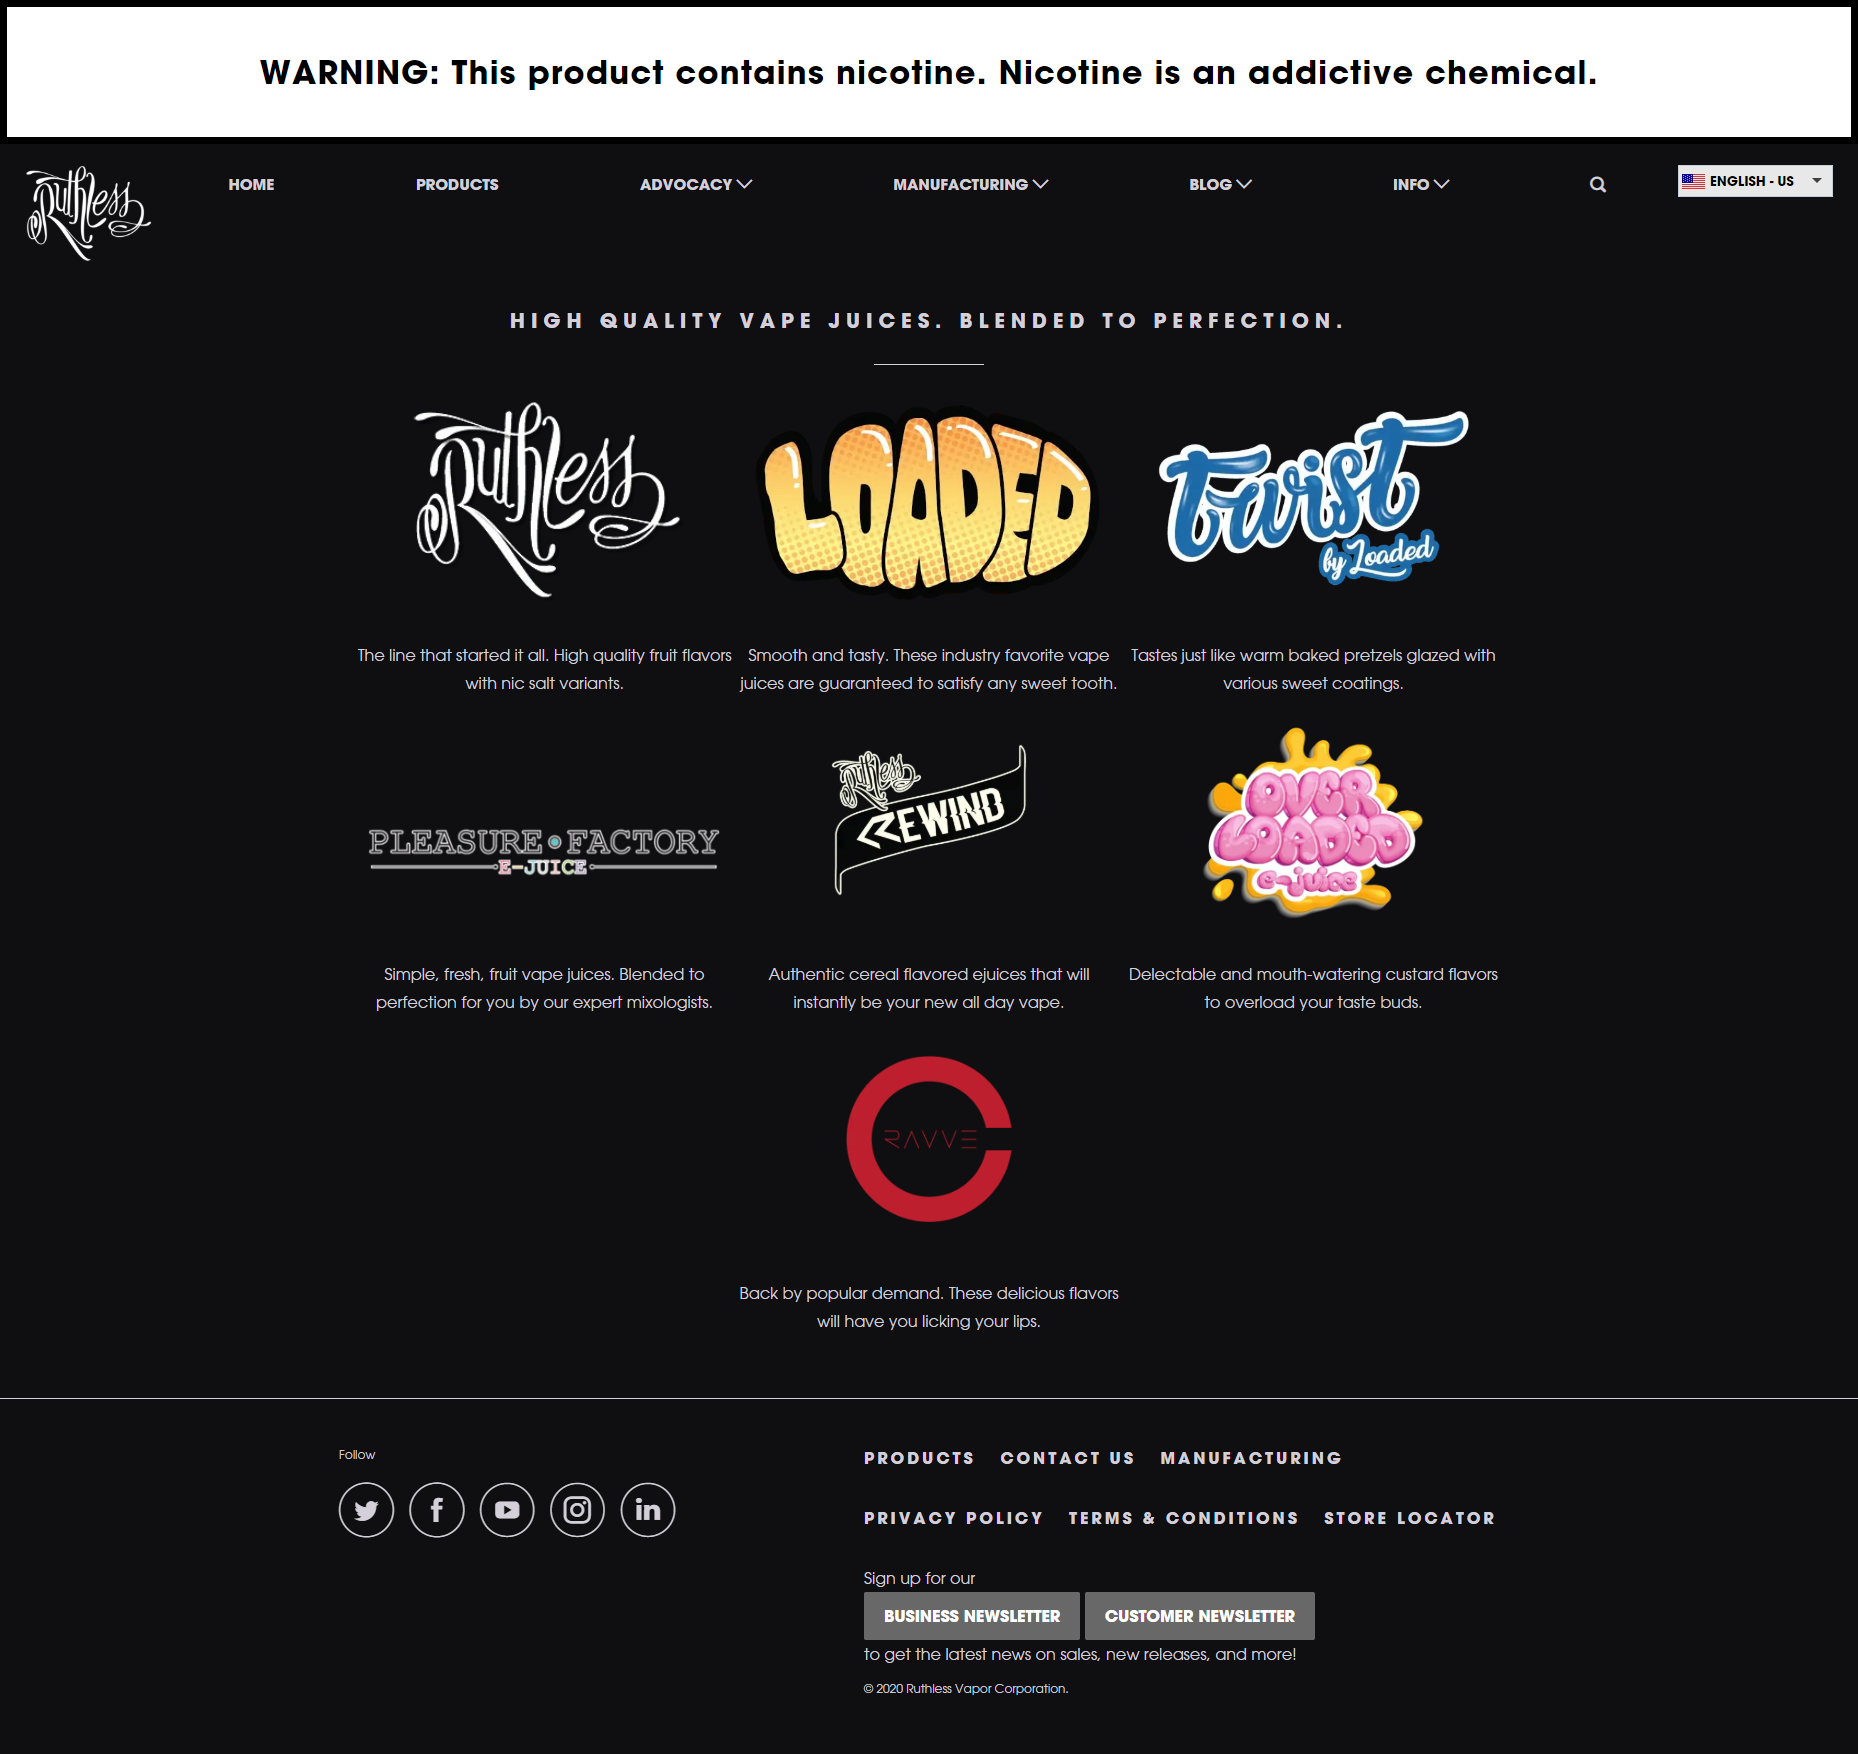 WARNING: This product contains nicotine. Nicotine is an addictive chemical.
Ruthless
HOME PRODUCTS ADVOCACY MANUFACTURING BLOG INFO ENGLISH - US
HIGH QUALITY VAPE JUICES. BLENDED TO PERFECTION.
Ruthless
LOADED
Twist
by Loaded
The line that started it all. High quality fruit flavors
with nic salt variants.
Smooth and tasty. These industry favorite vape
juices are guaranteed to satisfy any sweet tooth.
Tastes just like warm baked pretzels glazed with
various sweet coatings.
PLEASURE FACTORY
E-JUICE
Ruthless
REWIND
OVER
LOADED
e-juice
Simple, fresh, fruit vape juices. Blended to
perfection for you by our expert mixologists.
Authentic cereal flavored ejuices that will
instantly be your new all day vape.
Delectable and mouth-watering custard flavors
to overload your taste buds.
RAVVE
Back by popular demand. These delicious flavors
will have you licking your lips.
Follow
PRODUCTS CONTACT US MANUFACTURING
PRIVACY POLICY TERMS & CONDITIONS STORE LOCATOR
Sign up for our
BUSINESS NEWSLETTER CUSTOMER NEWSLETTER
to get the latest news on sales, new releases, and more!
© 2020 Ruthless Vapor Corporation.